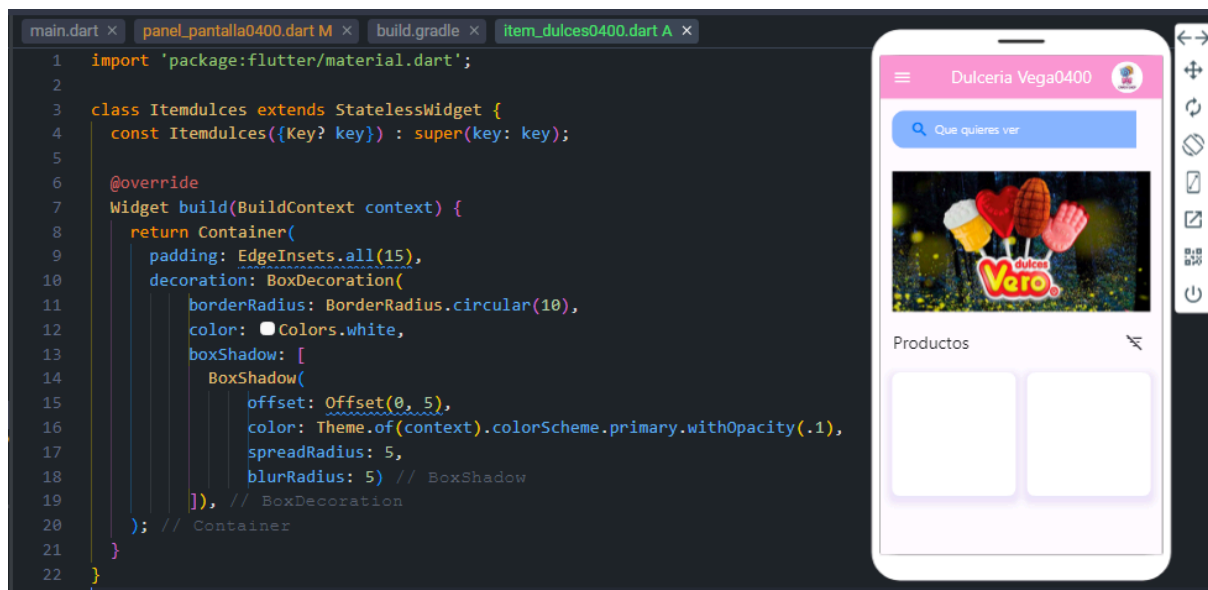 main.dart × panel_pantalla0400.dart M × build.gradle × item_dulces0400.dart A ×
1 import 'package:flutter/material.dart';
2
3 class Itemdulces extends StatelessWidget {
4 const Itemdulces({Key? key}) : super(key: key);
5
6 @override
7 Widget build(BuildContext context) {
8 return Container(
9 padding: EdgeInsets.all(15),
10 decoration: BoxDecoration(
11 borderRadius: BorderRadius.circular(10),
12 color: Colors.white,
13 boxShadow: [
14 BoxShadow(
15 offset: Offset(0, 5),
16 color: Theme.of(context).colorScheme.primary.withOpacity(.1),
17 spreadRadius: 5,
18 blurRadius: 5) // BoxShadow
19 ]), // BoxDecoration
20 ); // Container
21 }
22 }
Dulceria Vega0400
Que quieres ver
dulces
Vero
Productos